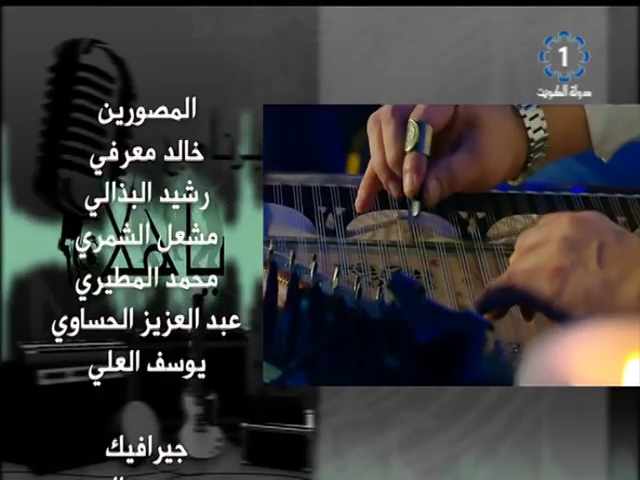 1
دولة الكويت
المصورين
خالد معرفي
رشيد البذالي
مشعل الشمري
محمد المطيري
عبد العزيز الحساوي
يوسف العلي
جيرافيك